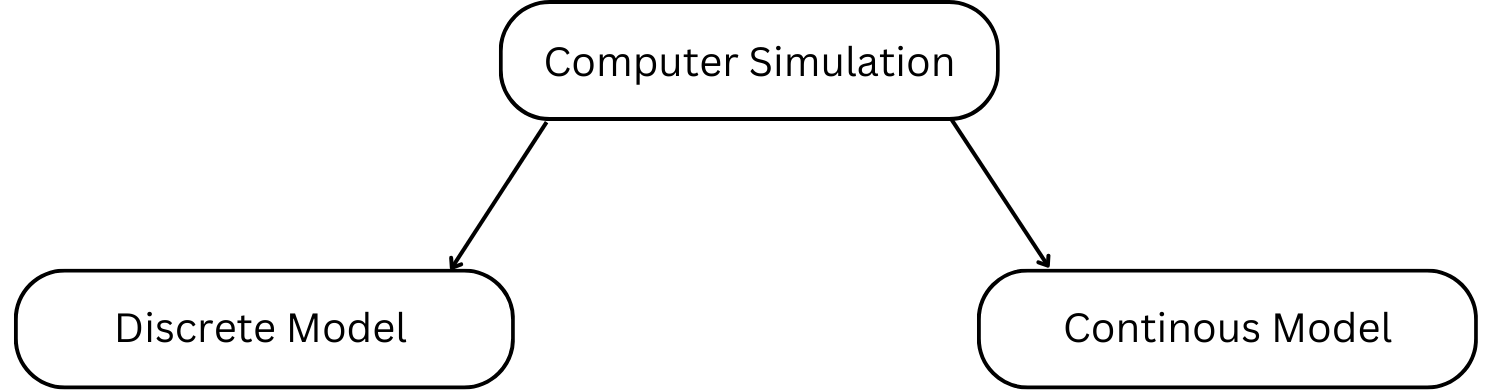 Computer Simulation
Discrete Model
Continous Model